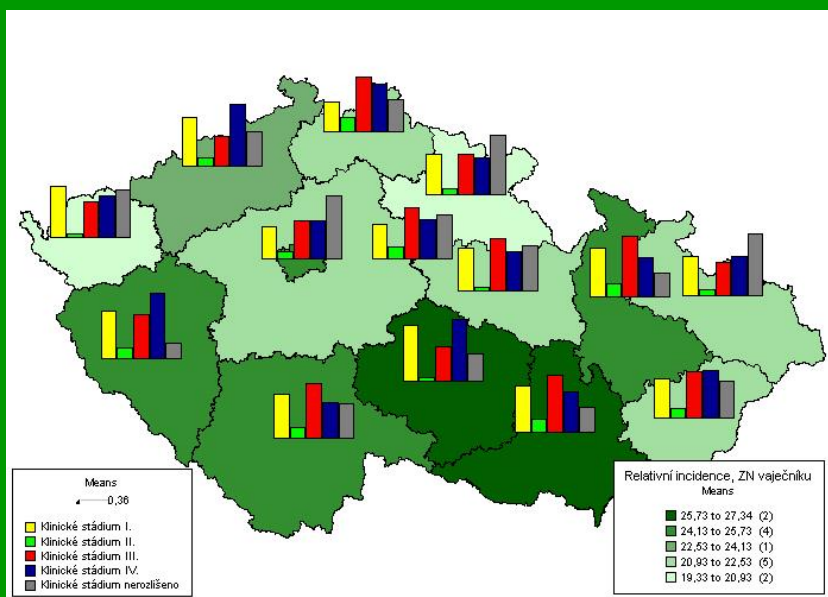 Means
0,36
Klinické stádium I.
Klinické stádium II.
Klinické stádium III.
Klinické stádium IV.
Klinické stádium nerozlišeno
Relativní incidence, ZN vaječníku
Means
25,73 to 27,34 (2)
24,13 to 25,73 (4)
22,53 to 24,13 (1)
20,93 to 22,53 (5)
19,33 to 20,93 (2)